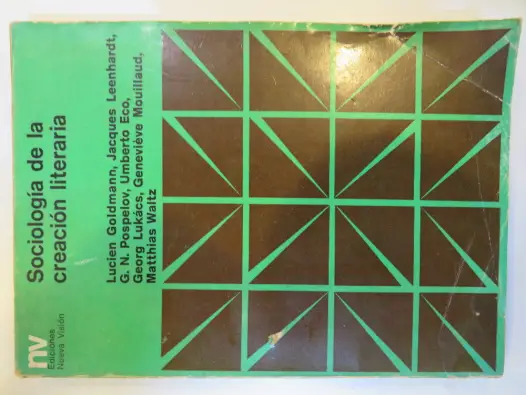 Sociología de la
creación literaria
Lucien Goldmann, Jacques Leenhardt,
G. N. Pospelov, Umberto Eco,
Georg Lukács, Geneviève Mouillaud,
Matthias Waltz
nv
Ediciones
Nueva Visión